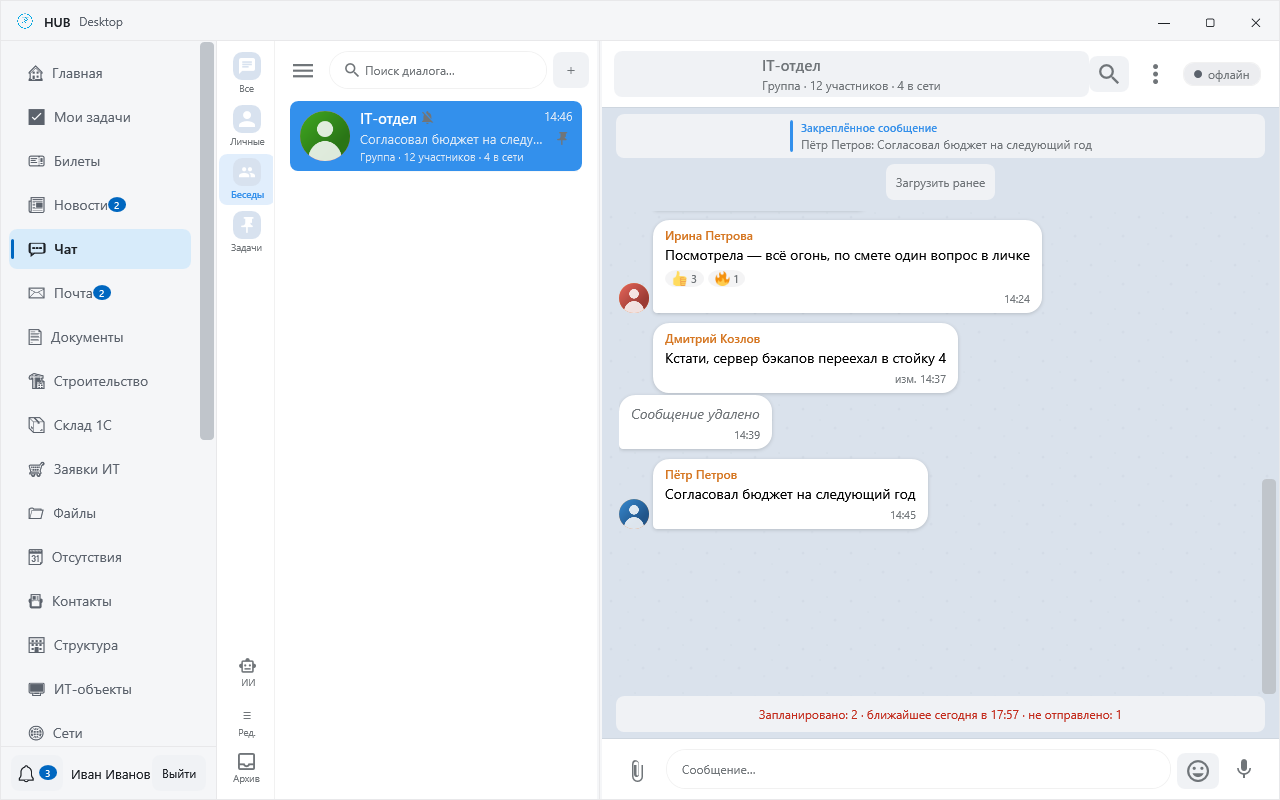 HUB Desktop
Главная
Мои задачи
Билеты
Новости 2
Чат
Почта 2
Документы
Строительство
Склад 1С
Заявки ИТ
Файлы
31 Отсутствия
Контакты
Структура
ИТ-объекты
Сети
3 Иван Иванов Выйти
Все
Личные
Беседы
Задачи
ИИ
Ред.
Архив
Поиск диалога...
+
IT-отдел 14:46
Согласовал бюджет на следу...
Группа · 12 участников · 4 в сети
IT-отдел
Группа · 12 участников · 4 в сети
офлайн
Закреплённое сообщение
Пётр Петров: Согласовал бюджет на следующий год
Загрузить ранее
Ирина Петрова
Посмотрела — всё огонь, по смете один вопрос в личке
👍 3 🔥 1
14:24
Дмитрий Козлов
Кстати, сервер бэкапов переехал в стойку 4
изм. 14:37
Сообщение удалено
14:39
Пётр Петров
Согласовал бюджет на следующий год
14:45
Запланировано: 2 · ближайшее сегодня в 17:57 · не отправлено: 1
Сообщение...